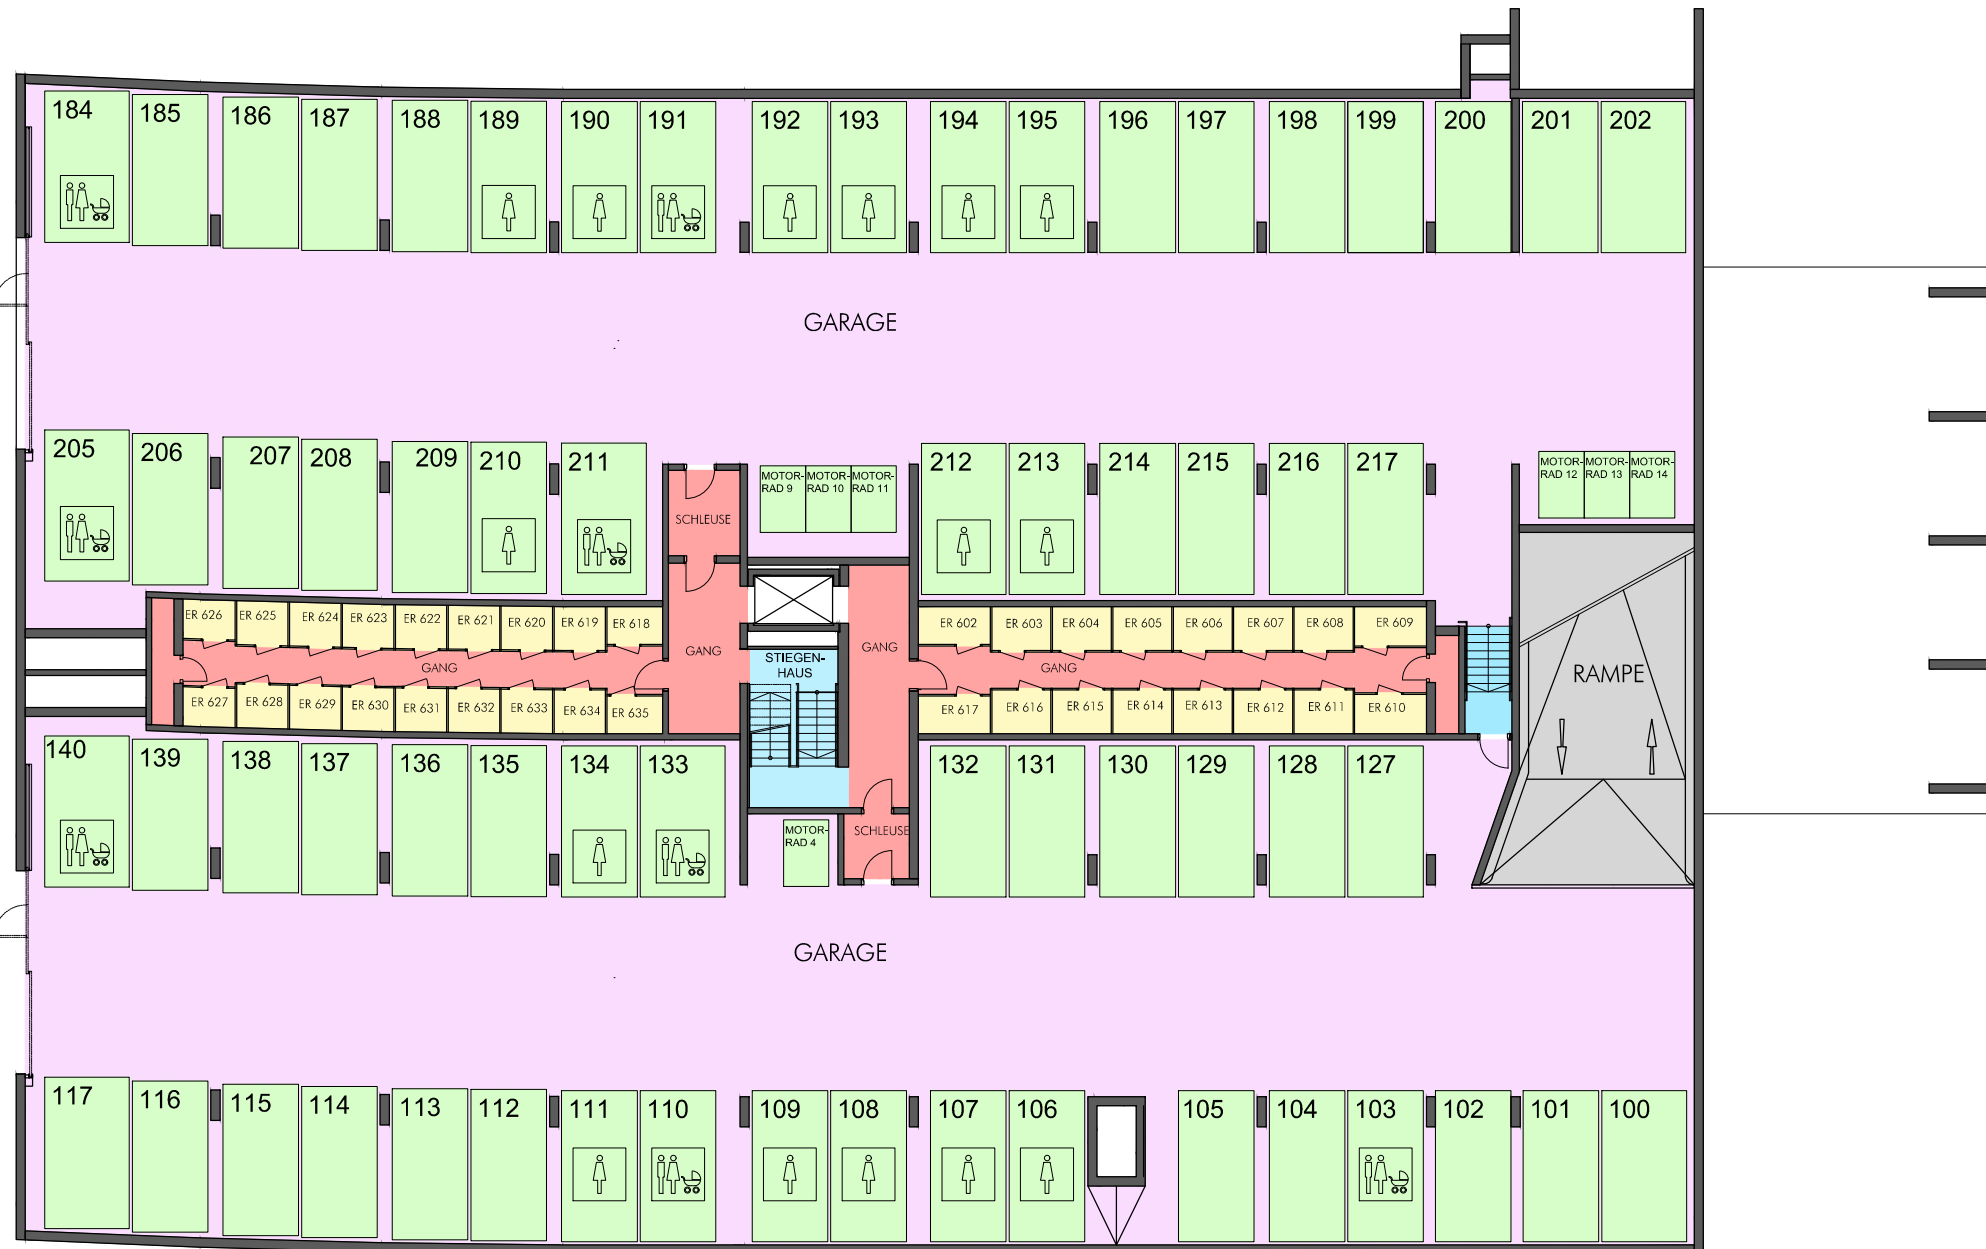 184 185 186 187 188 189 190 191 192 193 194 195 196 197 198 199 200 201 202
GARAGE
205 206 207 208 209 210 211 212 213 214 215 216 217
MOTOR-
RAD 9
MOTOR-
RAD 10
MOTOR-
RAD 11
MOTOR-
RAD 12
MOTOR-
RAD 13
MOTOR-
RAD 14
SCHLEUSE
ER 626 ER 625 ER 624 ER 623 ER 622 ER 621 ER 620 ER 619 ER 618
ER 602 ER 603 ER 604 ER 605 ER 606 ER 607 ER 608 ER 609
GANG
GANG
GANG
GANG
STIEGEN-
HAUS
RAMPE
ER 627 ER 628 ER 629 ER 630 ER 631 ER 632 ER 633 ER 634 ER 635
ER 617 ER 616 ER 615 ER 614 ER 613 ER 612 ER 611 ER 610
140 139 138 137 136 135 134 133 132 131 130 129 128 127
MOTOR-
RAD 4
SCHLEUSE
GARAGE
117 116 115 114 113 112 111 110 109 108 107 106 105 104 103 102 101 100